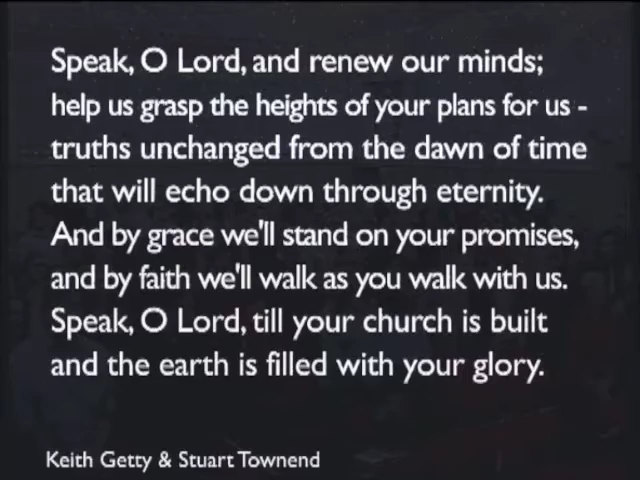 Speak, O Lord, and renew our minds;
help us grasp the heights of your plans for us -
truths unchanged from the dawn of time
that will echo down through eternity.
And by grace we'll stand on your promises,
and by faith we'll walk as you walk with us.
Speak, O Lord, till your church is built
and the earth is filled with your glory.
Keith Getty & Stuart Townend